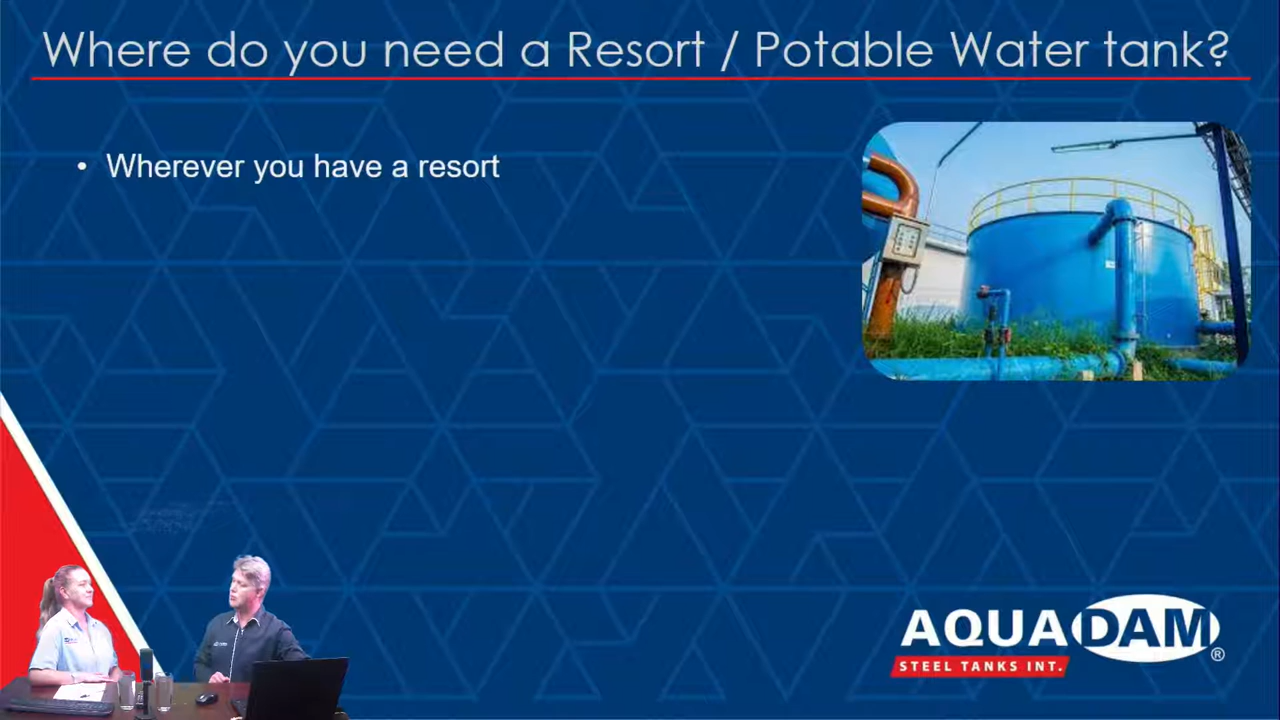 Where do you need a Resort / Potable Water tank?
• Wherever you have a resort
AQUADAM®
STEEL TANKS INT.